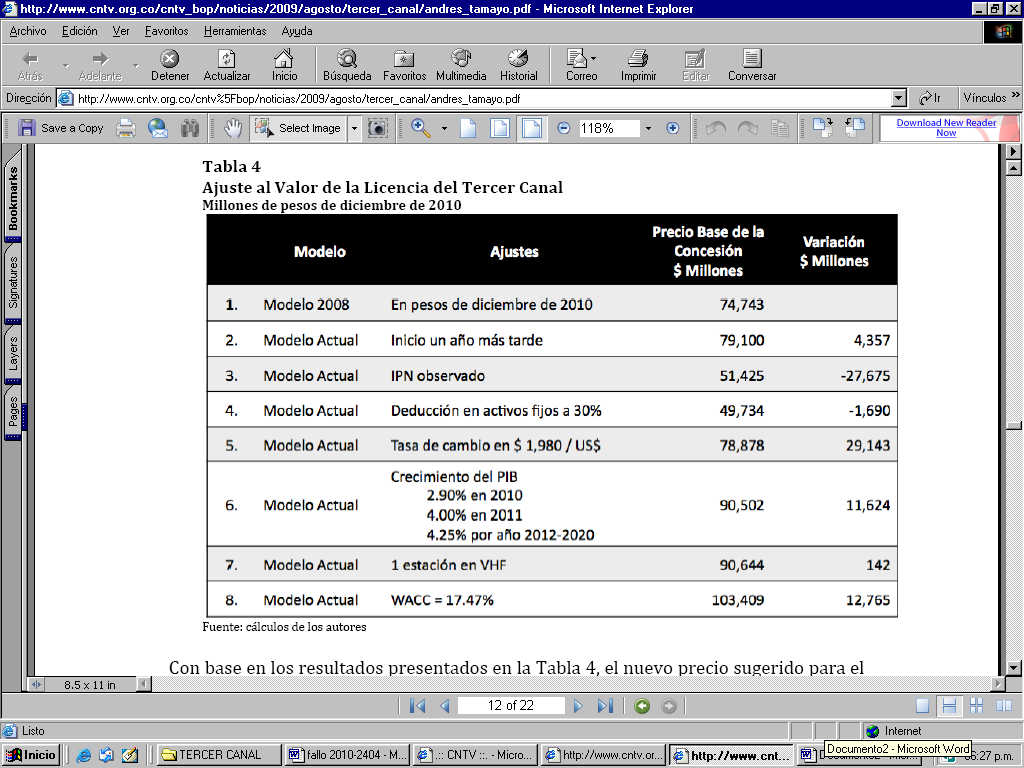 http://www.cntv.org.co/cntv_bop/noticias/2009/agosto/tercer_canal/andres_tamayo.pdf - Microsoft Internet Explorer
Archivo Edición Ver Favoritos Herramientas Ayuda
Atrás Adelante Detener Actualizar Inicio Búsqueda Favoritos Multimedia Historial Correo Imprimir Editar Conversar
Dirección http://www.cntv.org.co/cntv%5Fbop/noticias/2009/agosto/tercer_canal/andres_tamayo.pdf Ir Vínculos »
Save a Copy Select Image 118% Download New Reader Now
Bookmarks
Signatures
Layers
Pages
Tabla 4
Ajuste al Valor de la Licencia del Tercer Canal
Millones de pesos de diciembre de 2010
Modelo Ajustes Precio Base de la Concesión $ Millones Variación $ Millones
1. Modelo 2008 En pesos de diciembre de 2010 74,743
2. Modelo Actual Inicio un año más tarde 79,100 4,357
3. Modelo Actual IPN observado 51,425 -27,675
4. Modelo Actual Deducción en activos fijos a 30% 49,734 -1,690
5. Modelo Actual Tasa de cambio en $ 1,980 / US$ 78,878 29,143
Crecimiento del PIB
2.90% en 2010
6. Modelo Actual 4.00% en 2011 90,502 11,624
4.25% por año 2012-2020
7. Modelo Actual 1 estación en VHF 90,644 142
8. Modelo Actual WACC = 17.47% 103,409 12,765
Fuente: cálculos de los autores
Con base en los resultados presentados en la Tabla 4, el nuevo precio sugerido para el
8.5 x 11 in
12 of 22
Listo Internet
Documento2 - Microsoft Word
Inicio TERCER CANAL fallo 2010-2404 - M... .:: CNTV ::. - Micro... http://www.cntv.or... http://www.cnt...